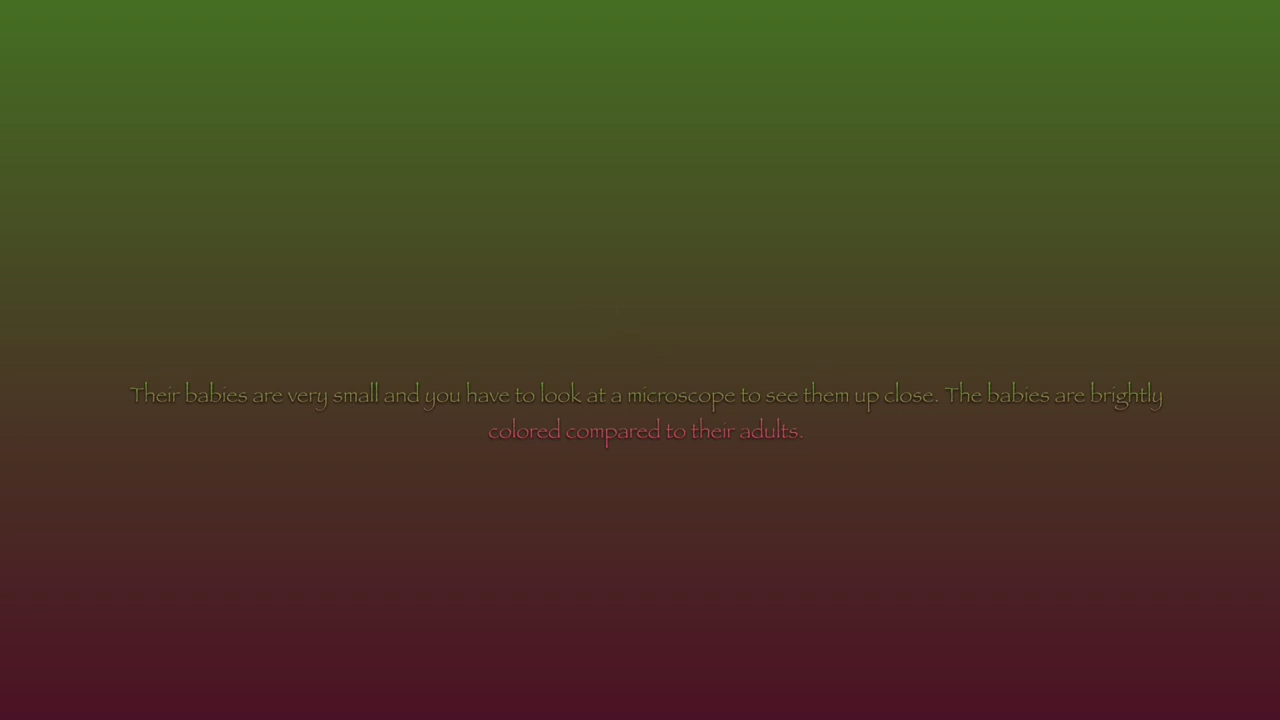 Their babies are very small and you have to look at a microscope to see them up close. The babies are brightly
colored compared to their adults.